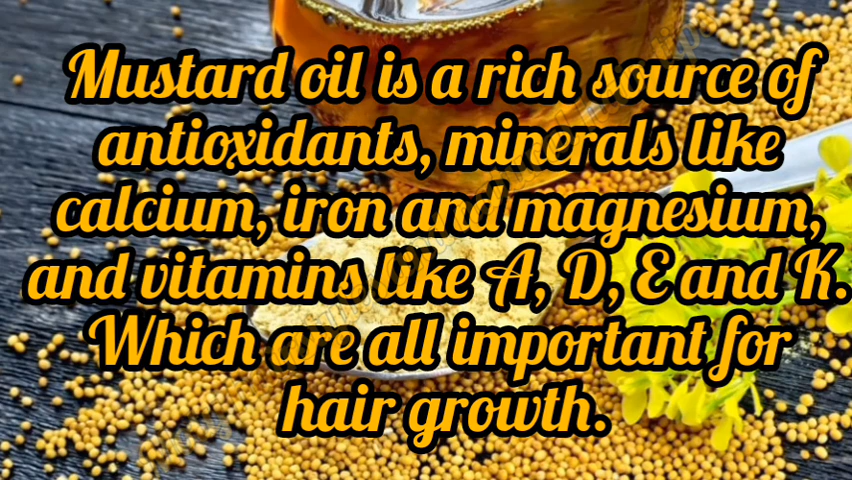 Mustard oil is a rich source of
antioxidants, minerals like
calcium, iron and magnesium,
and vitamins like A, D, E and K.
Which are all important for
hair growth.